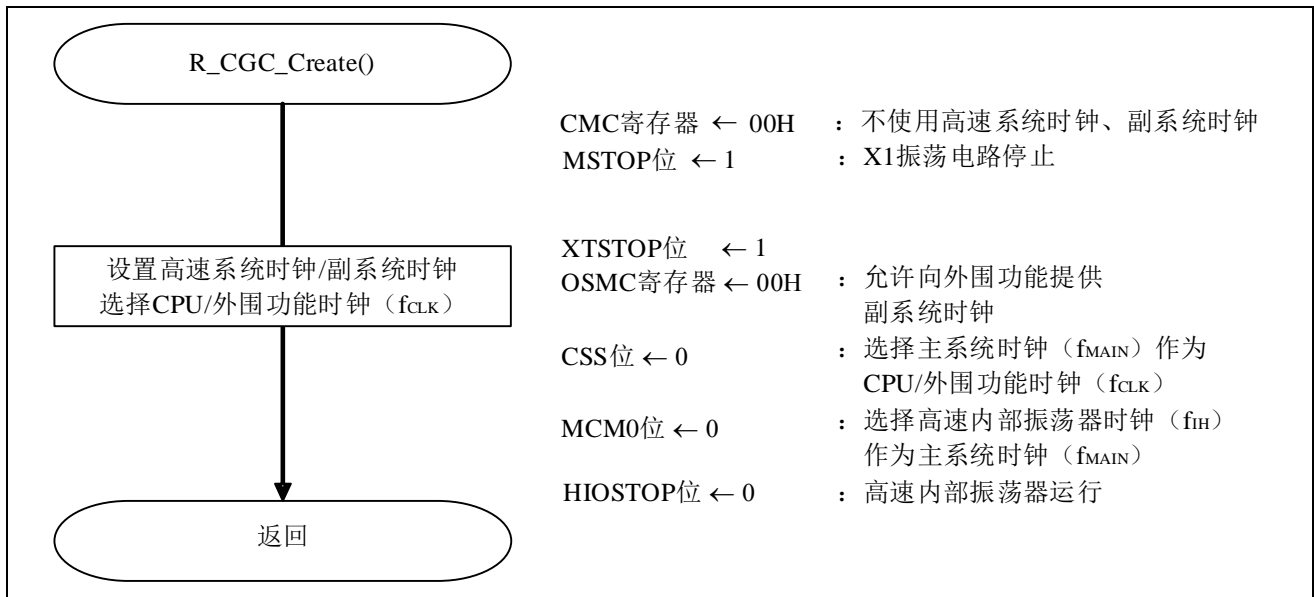 R_CGC_Create()
CMC寄存器 ← 00H ：不使用高速系统时钟、副系统时钟
MSTOP位 ← 1 ：X1振荡电路停止
设置高速系统时钟/副系统时钟
选择CPU/外围功能时钟（fCLK）
XTSTOP位 ← 1
OSMC寄存器 ← 00H ：允许向外围功能提供
副系统时钟
CSS位 ← 0 ：选择主系统时钟（fMAIN）作为
CPU/外围功能时钟（fCLK）
MCM0位 ← 0 ：选择高速内部振荡器时钟（fIH）
作为主系统时钟（fMAIN）
HIOSTOP位 ← 0 ：高速内部振荡器运行
返回